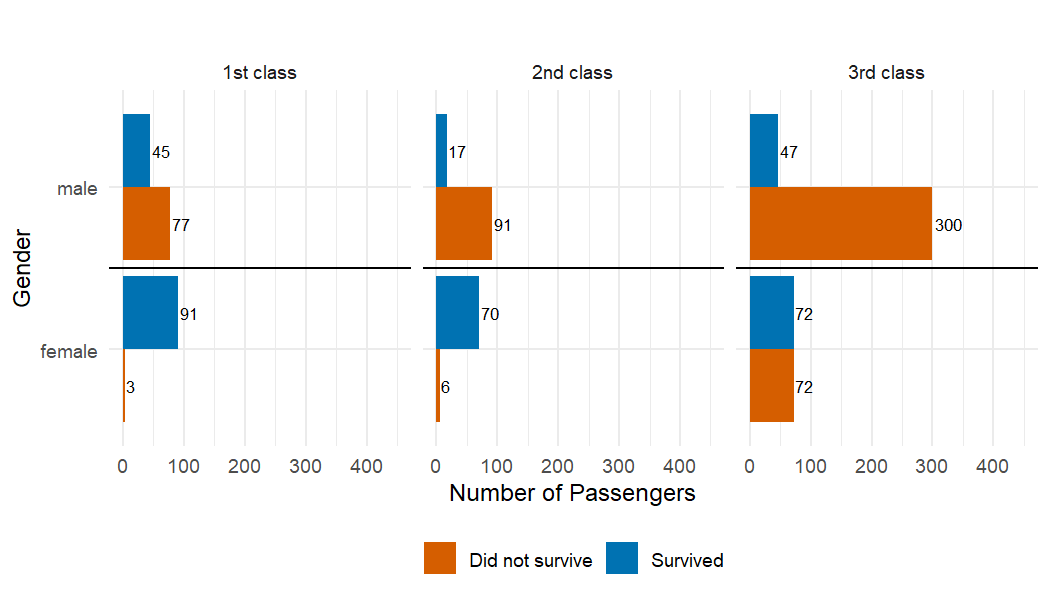 1st class 2nd class 3rd class
45 17 47
male
77 91 300
Gender
91 70 72
female
3 6 72
0 100 200 300 400 0 100 200 300 400 0 100 200 300 400
Number of Passengers
Did not survive Survived